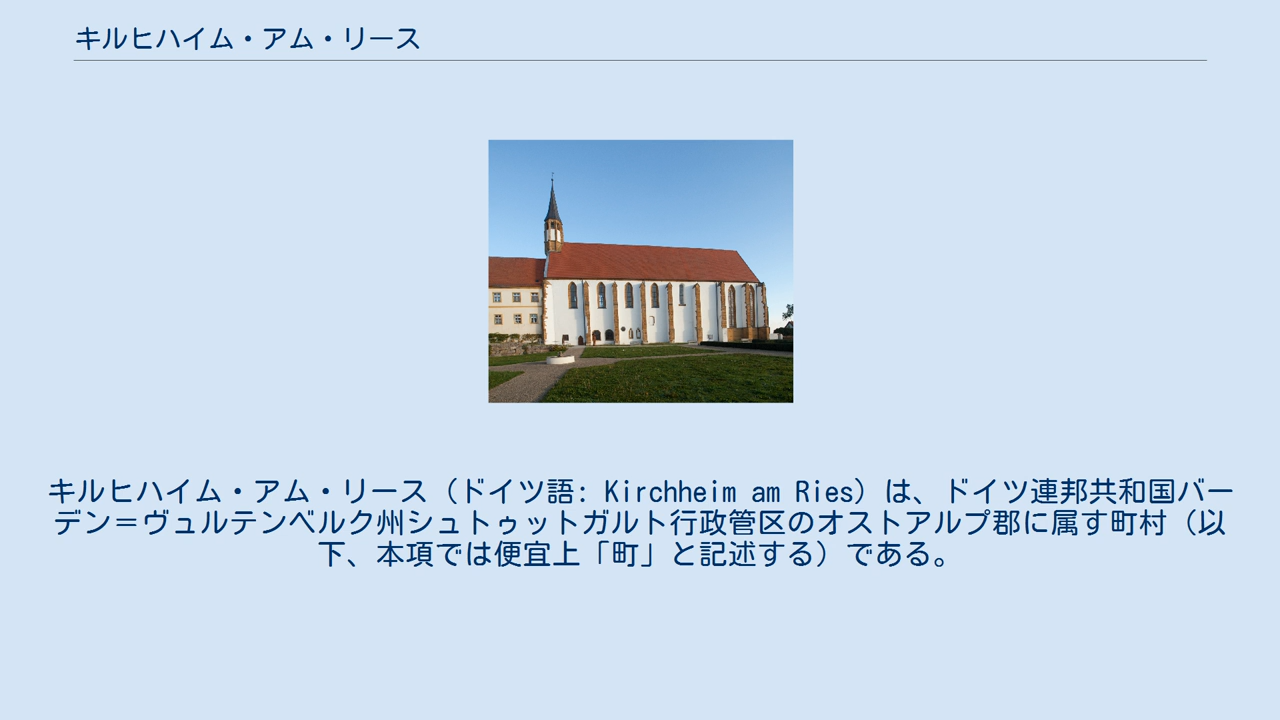 キルヒハイム・アム・リース
キルヒハイム・アム・リース（ドイツ語: Kirchheim am Ries）は、ドイツ連邦共和国バー
デン＝ヴュルテンベルク州シュトゥットガルト行政管区のオストアルプ郡に属す町村（以
下、本項では便宜上「町」と記述する）である。